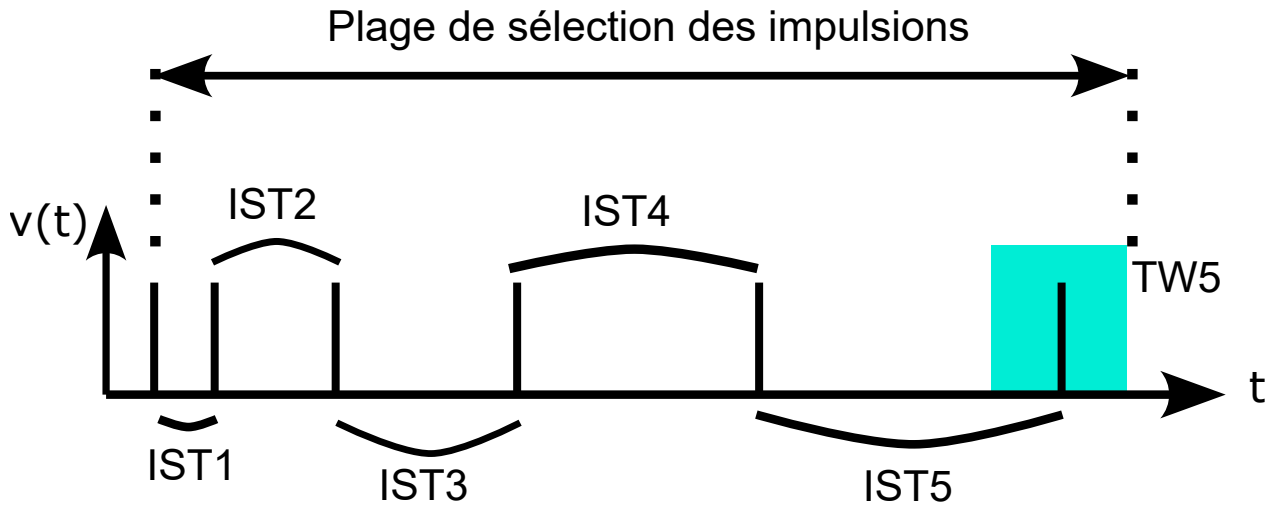 Plage de sélection des impulsions
IST2
IST4
v(t)
TW5
t
IST1
IST3
IST5